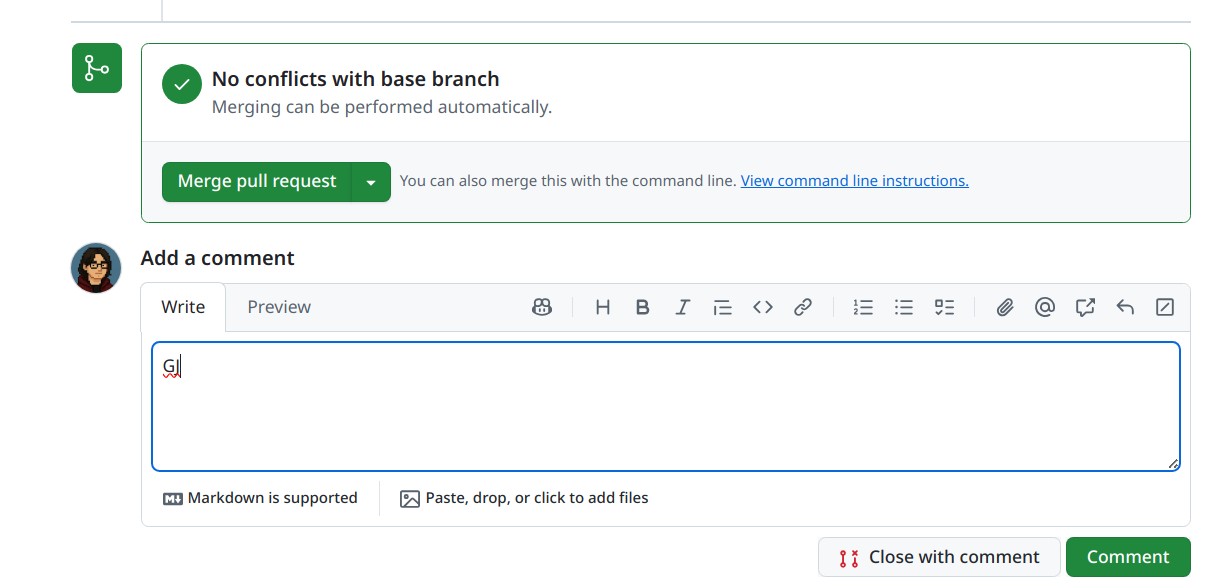 No conflicts with base branch
Merging can be performed automatically.
Merge pull request
You can also merge this with the command line. View command line instructions.
Add a comment
Write
Preview
GJ
Markdown is supported
Paste, drop, or click to add files
Close with comment
Comment